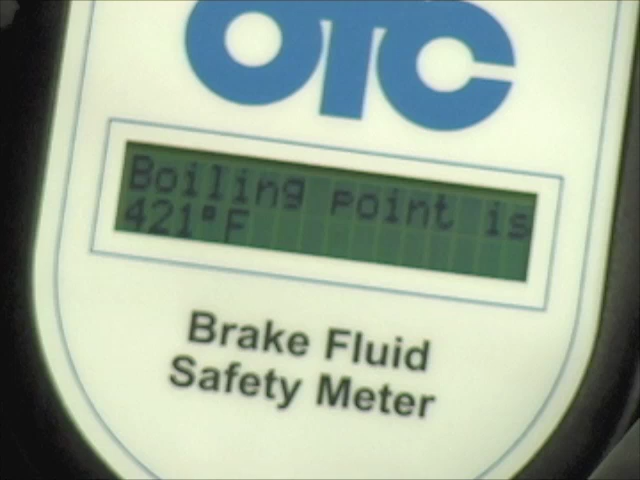 OTC
Boiling point is
421°F
Brake Fluid
Safety Meter